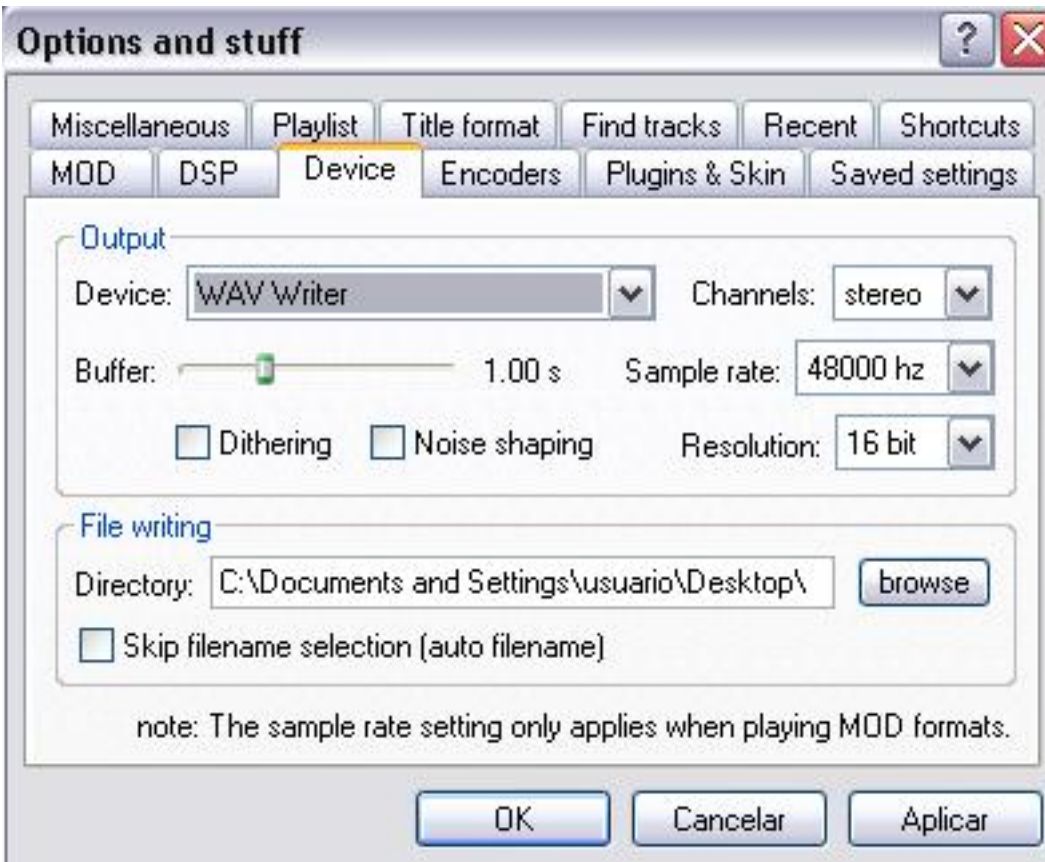 Options and stuff
Miscellaneous Playlist Title format Find tracks Recent Shortcuts
MOD DSP Device Encoders Plugins & Skin Saved settings
Output
Device: WAV Writer Channels: stereo
Buffer: 1.00 s Sample rate: 48000 hz
Dithering Noise shaping Resolution: 16 bit
File writing
Directory: C:\Documents and Settings\usuario\Desktop\ browse
Skip filename selection (auto filename)
note: The sample rate setting only applies when playing MOD formats.
OK Cancelar Aplicar